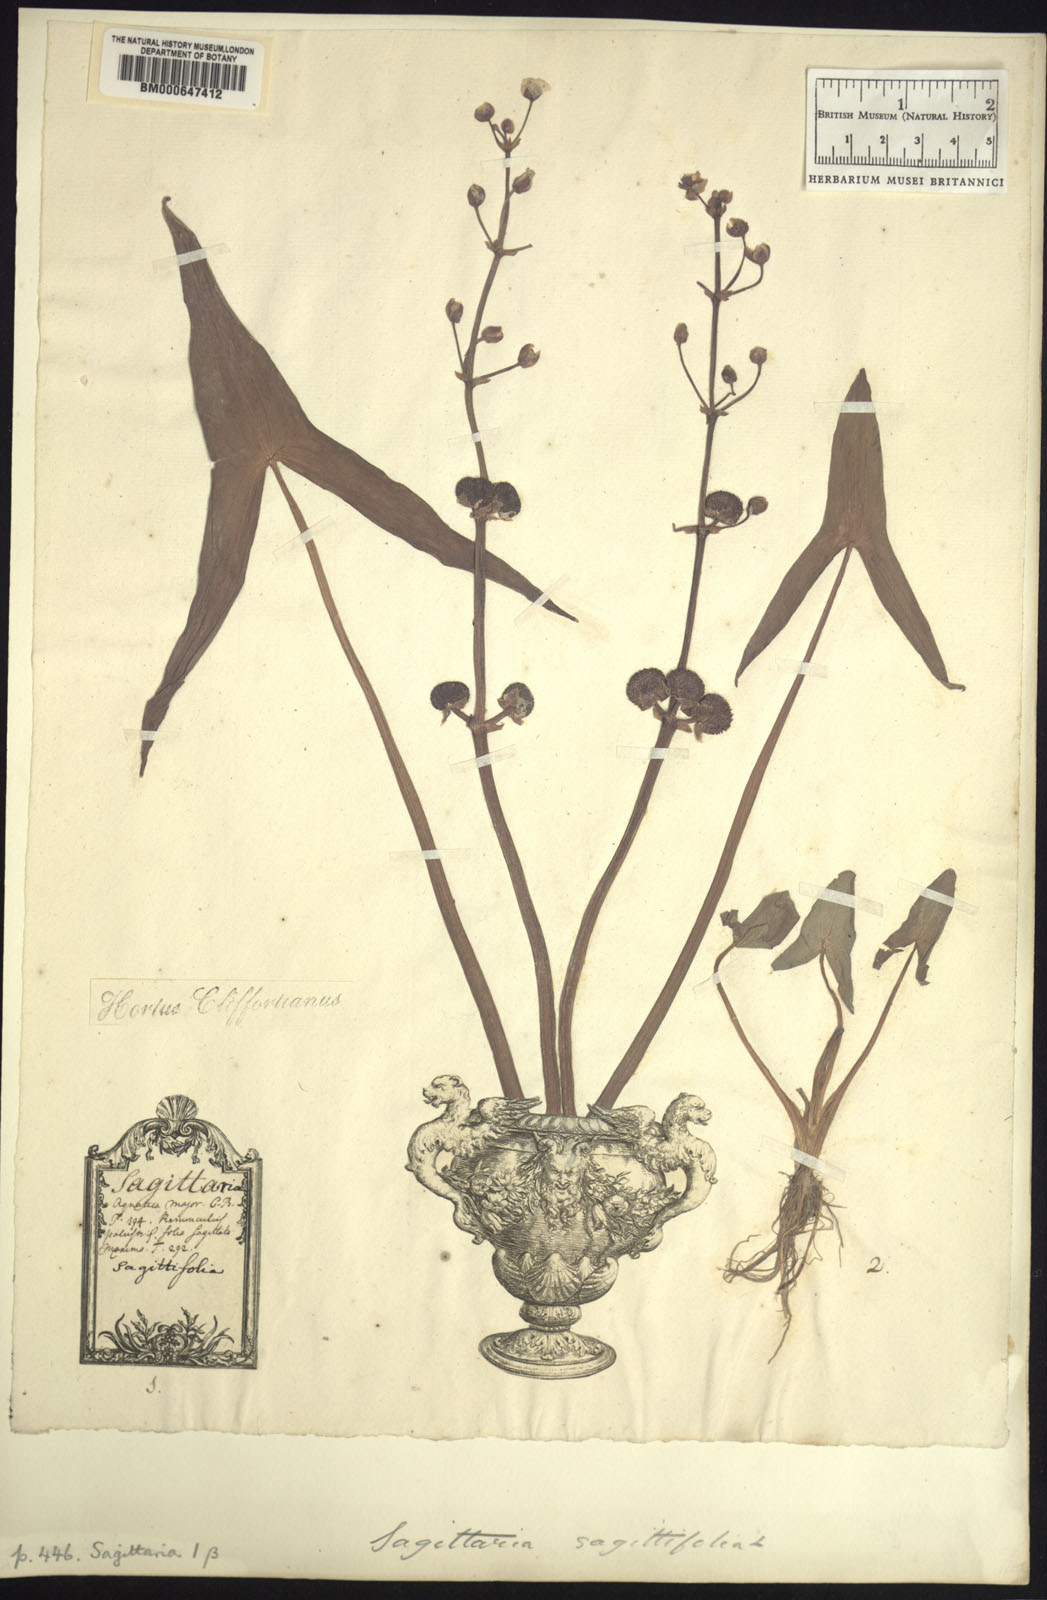 THE NATURAL HISTORY MUSEUM, LONDON
DEPARTMENT OF BOTANY
BM000647412
1 2
BRITISH MUSEUM (NATURAL HISTORY)
1 2 3 4 5
HERBARIUM MUSEI BRITANNICI
Hortus Cliffortianus
Sagittaria
Aquatica major. C.B.
P. 194. Ranunculus
palustris folio sagittato
maximo. T. 292.
Sagittifolia
1.
2.
Sagittaria sagittifolia L
p. 446. Sagittaria 1 β